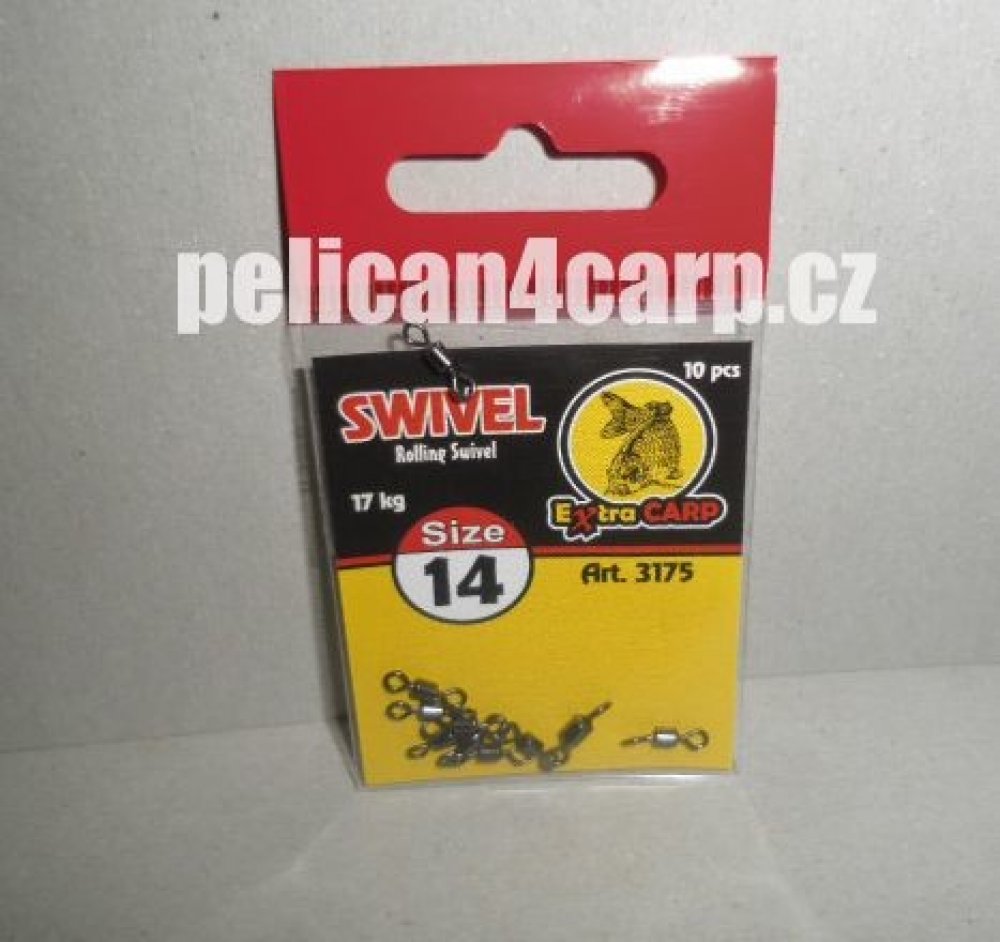 pelican4carp.cz
10 pcs
SWIVEL
Rolling Swivel
17 kg
Extra CARP
Size
14
Art. 3175